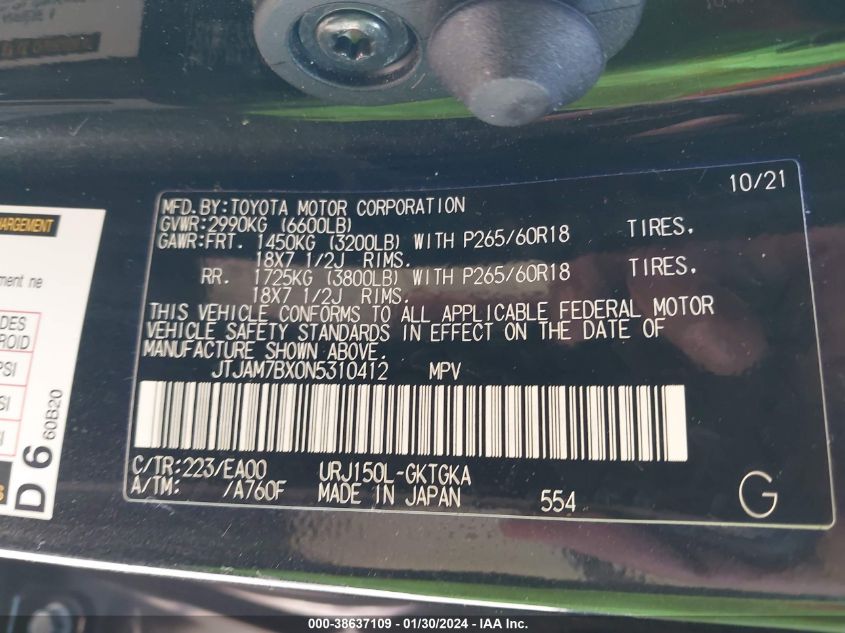 10/21
MFD.BY:TOYOTA MOTOR CORPORATION
GVWR:2990KG (6600LB)
GAWR:FRT. 1450KG (3200LB) WITH P265/60R18 TIRES.
18X7 1/2J RIMS.
RR. 1725KG (3800LB) WITH P265/60R18 TIRES.
18X7 1/2J RIMS.
THIS VEHICLE CONFORMS TO ALL APPLICABLE FEDERAL MOTOR
VEHICLE SAFETY STANDARDS IN EFFECT ON THE DATE OF
MANUFACTURE SHOWN ABOVE.
JTJAM7BX0N5310412 MPV
C/TR:223/EA00 URJ150L-GKTGKA
A/TM: /A760F MADE IN JAPAN 554 G
ement ne
D6 60B20
000-38637109 - 01/30/2024 - IAA Inc.